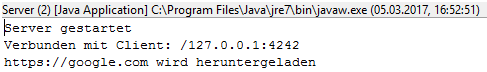 Server (2) [Java Application] C:\Program Files\Java\jre7\bin\javaw.exe (05.03.2017, 16:52:51)
Server gestartet
Verbunden mit Client: /127.0.0.1:4242
https://google.com wird heruntergeladen